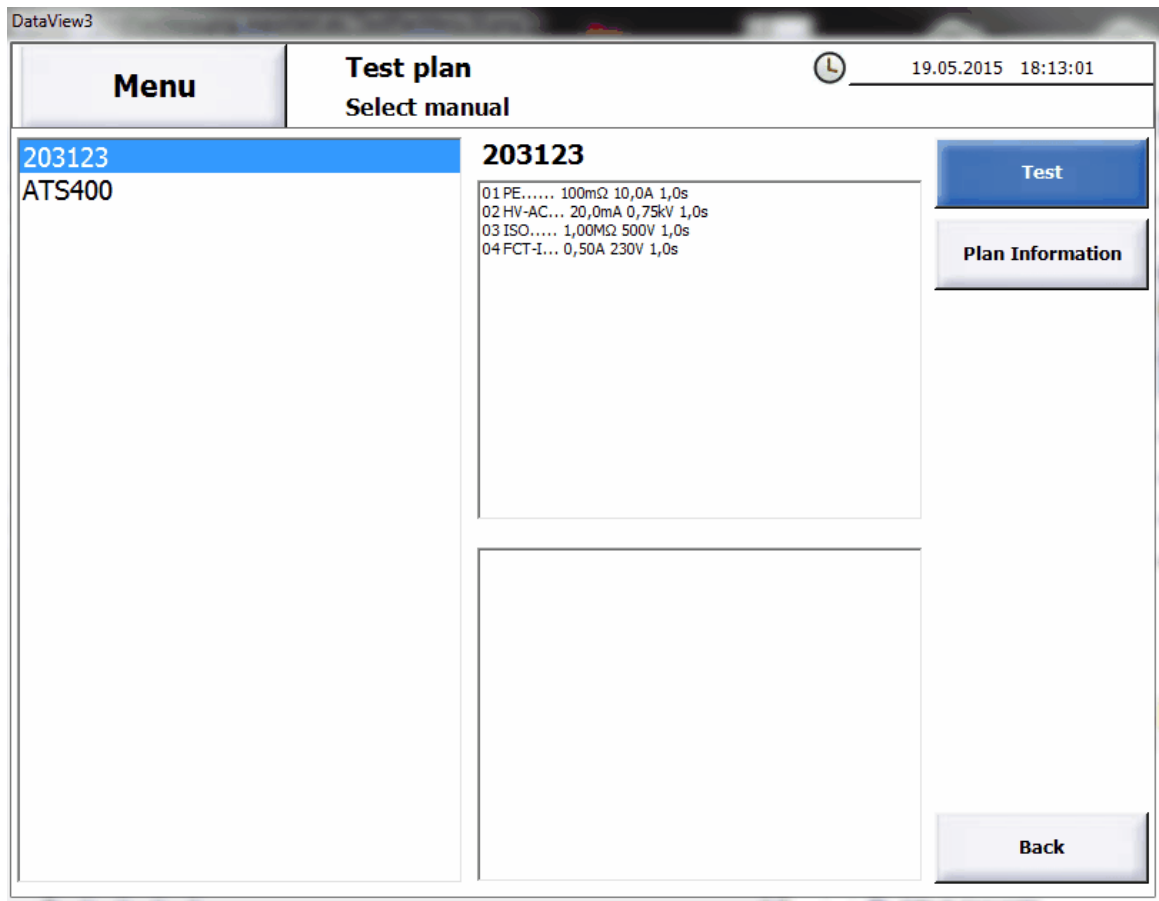 DataView3
Menu
Test plan
Select manual
19.05.2015 18:13:01
203123
ATS400
203123
01 PE...... 100mΩ 10,0A 1,0s
02 HV-AC... 20,0mA 0,75kV 1,0s
03 ISO..... 1,00MΩ 500V 1,0s
04 FCT-I... 0,50A 230V 1,0s
Test
Plan Information
Back